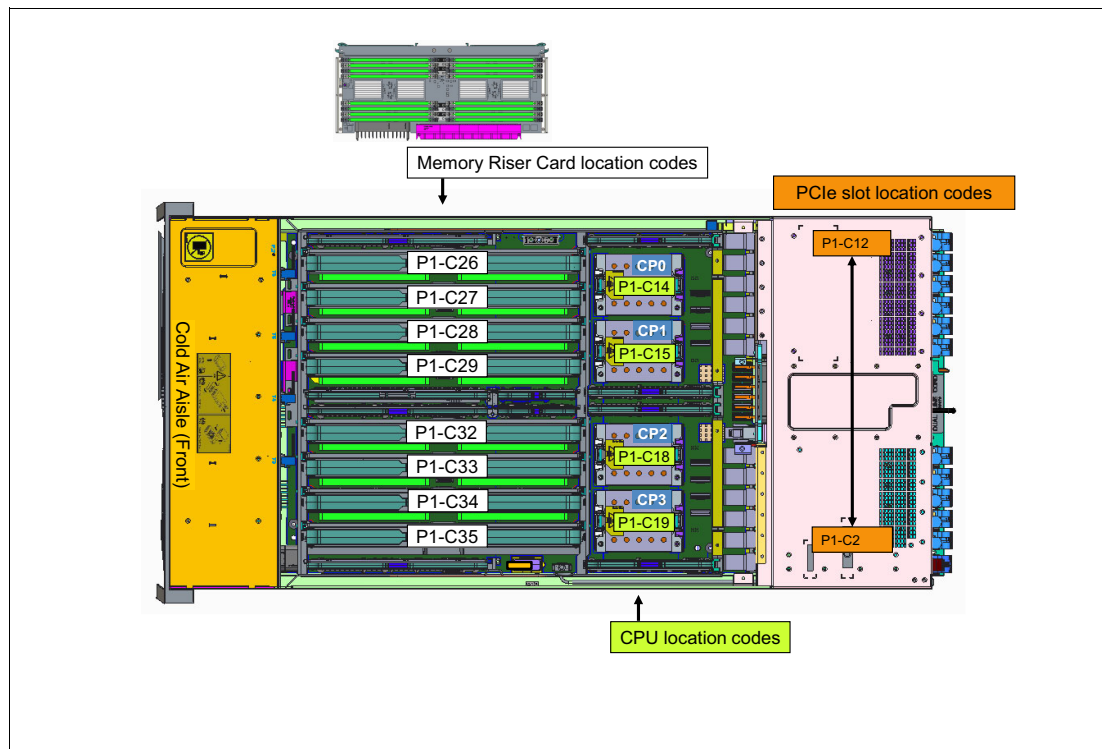 Memory Riser Card location codes
PCIe slot location codes
P1-C12
P1-C26
CP0
P1-C14
P1-C27
P1-C28
CP1
P1-C15
P1-C29
Cold Air Aisle (Front)
P1-C32
CP2
P1-C18
P1-C33
P1-C34
CP3
P1-C19
P1-C35
P1-C2
CPU location codes